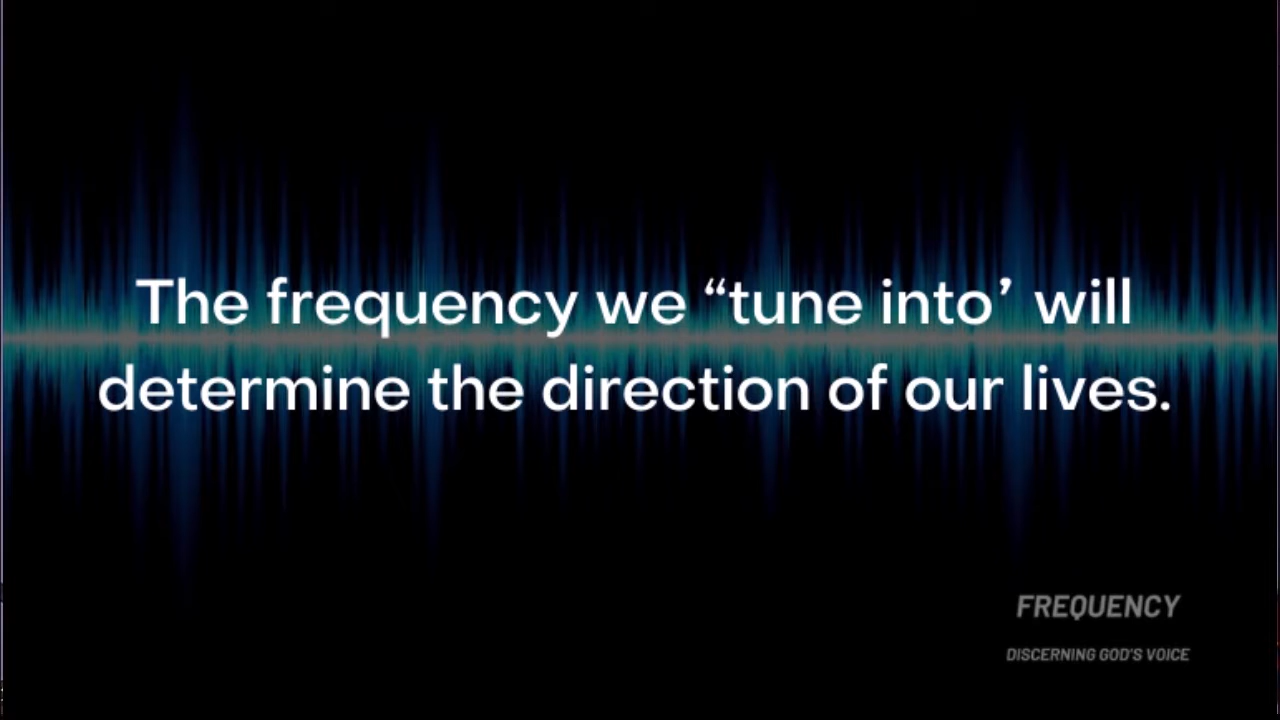 The frequency we “tune into’ will
determine the direction of our lives.
FREQUENCY
DISCERNING GOD'S VOICE